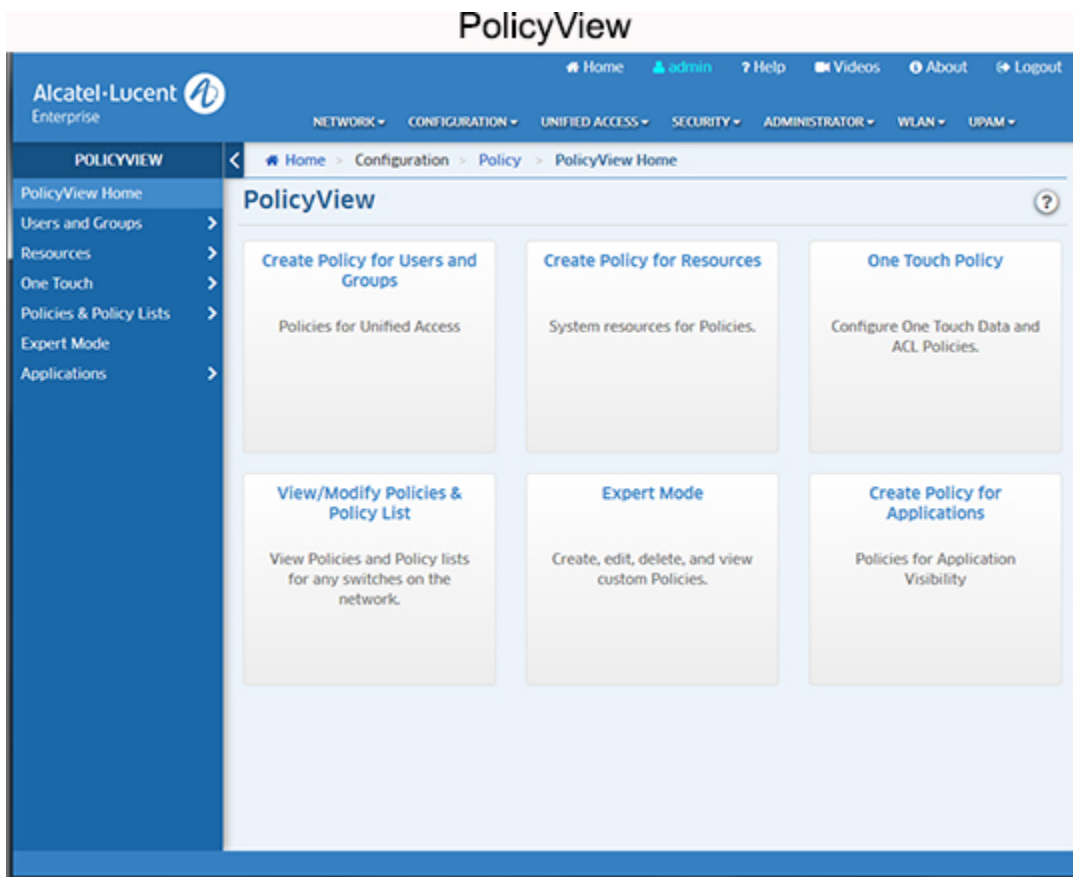 PolicyView
Home admin ? Help Videos About Logout
Alcatel·Lucent
Enterprise
NETWORK CONFIGURATION UNIFIED ACCESS SECURITY ADMINISTRATOR WLAN UPAM
POLICYVIEW
Home > Configuration > Policy > PolicyView Home
PolicyView Home
Users and Groups
Resources
One Touch
Policies & Policy Lists
Expert Mode
Applications
PolicyView
?
Create Policy for Users and
Groups
Policies for Unified Access
Create Policy for Resources
System resources for Policies.
One Touch Policy
Configure One Touch Data and
ACL Policies.
View/Modify Policies &
Policy List
View Policies and Policy lists
for any switches on the
network.
Expert Mode
Create, edit, delete, and view
custom Policies.
Create Policy for
Applications
Policies for Application
Visibility